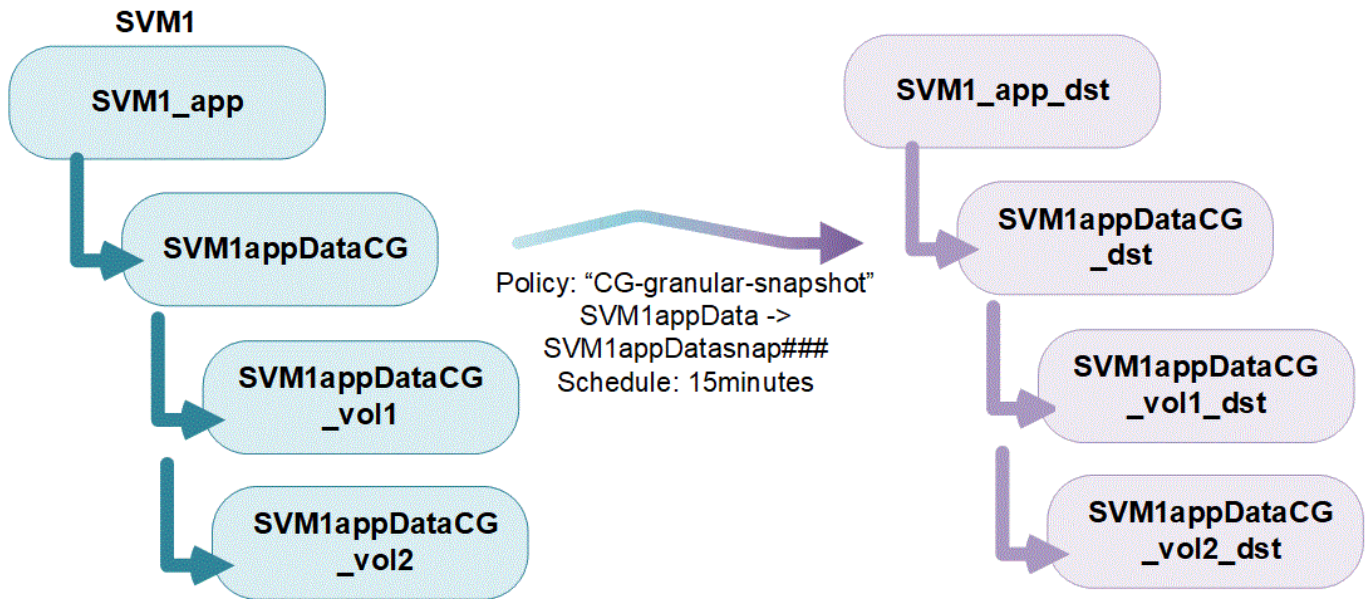 SVM1
SVM1_app
SVM1appDataCG
SVM1appDataCG
_vol1
SVM1appDataCG
_vol2
Policy: “CG-granular-snapshot”
SVM1appData ->
SVM1appDatasnap###
Schedule: 15minutes
SVM1_app_dst
SVM1appDataCG
_dst
SVM1appDataCG
_vol1_dst
SVM1appDataCG
_vol2_dst